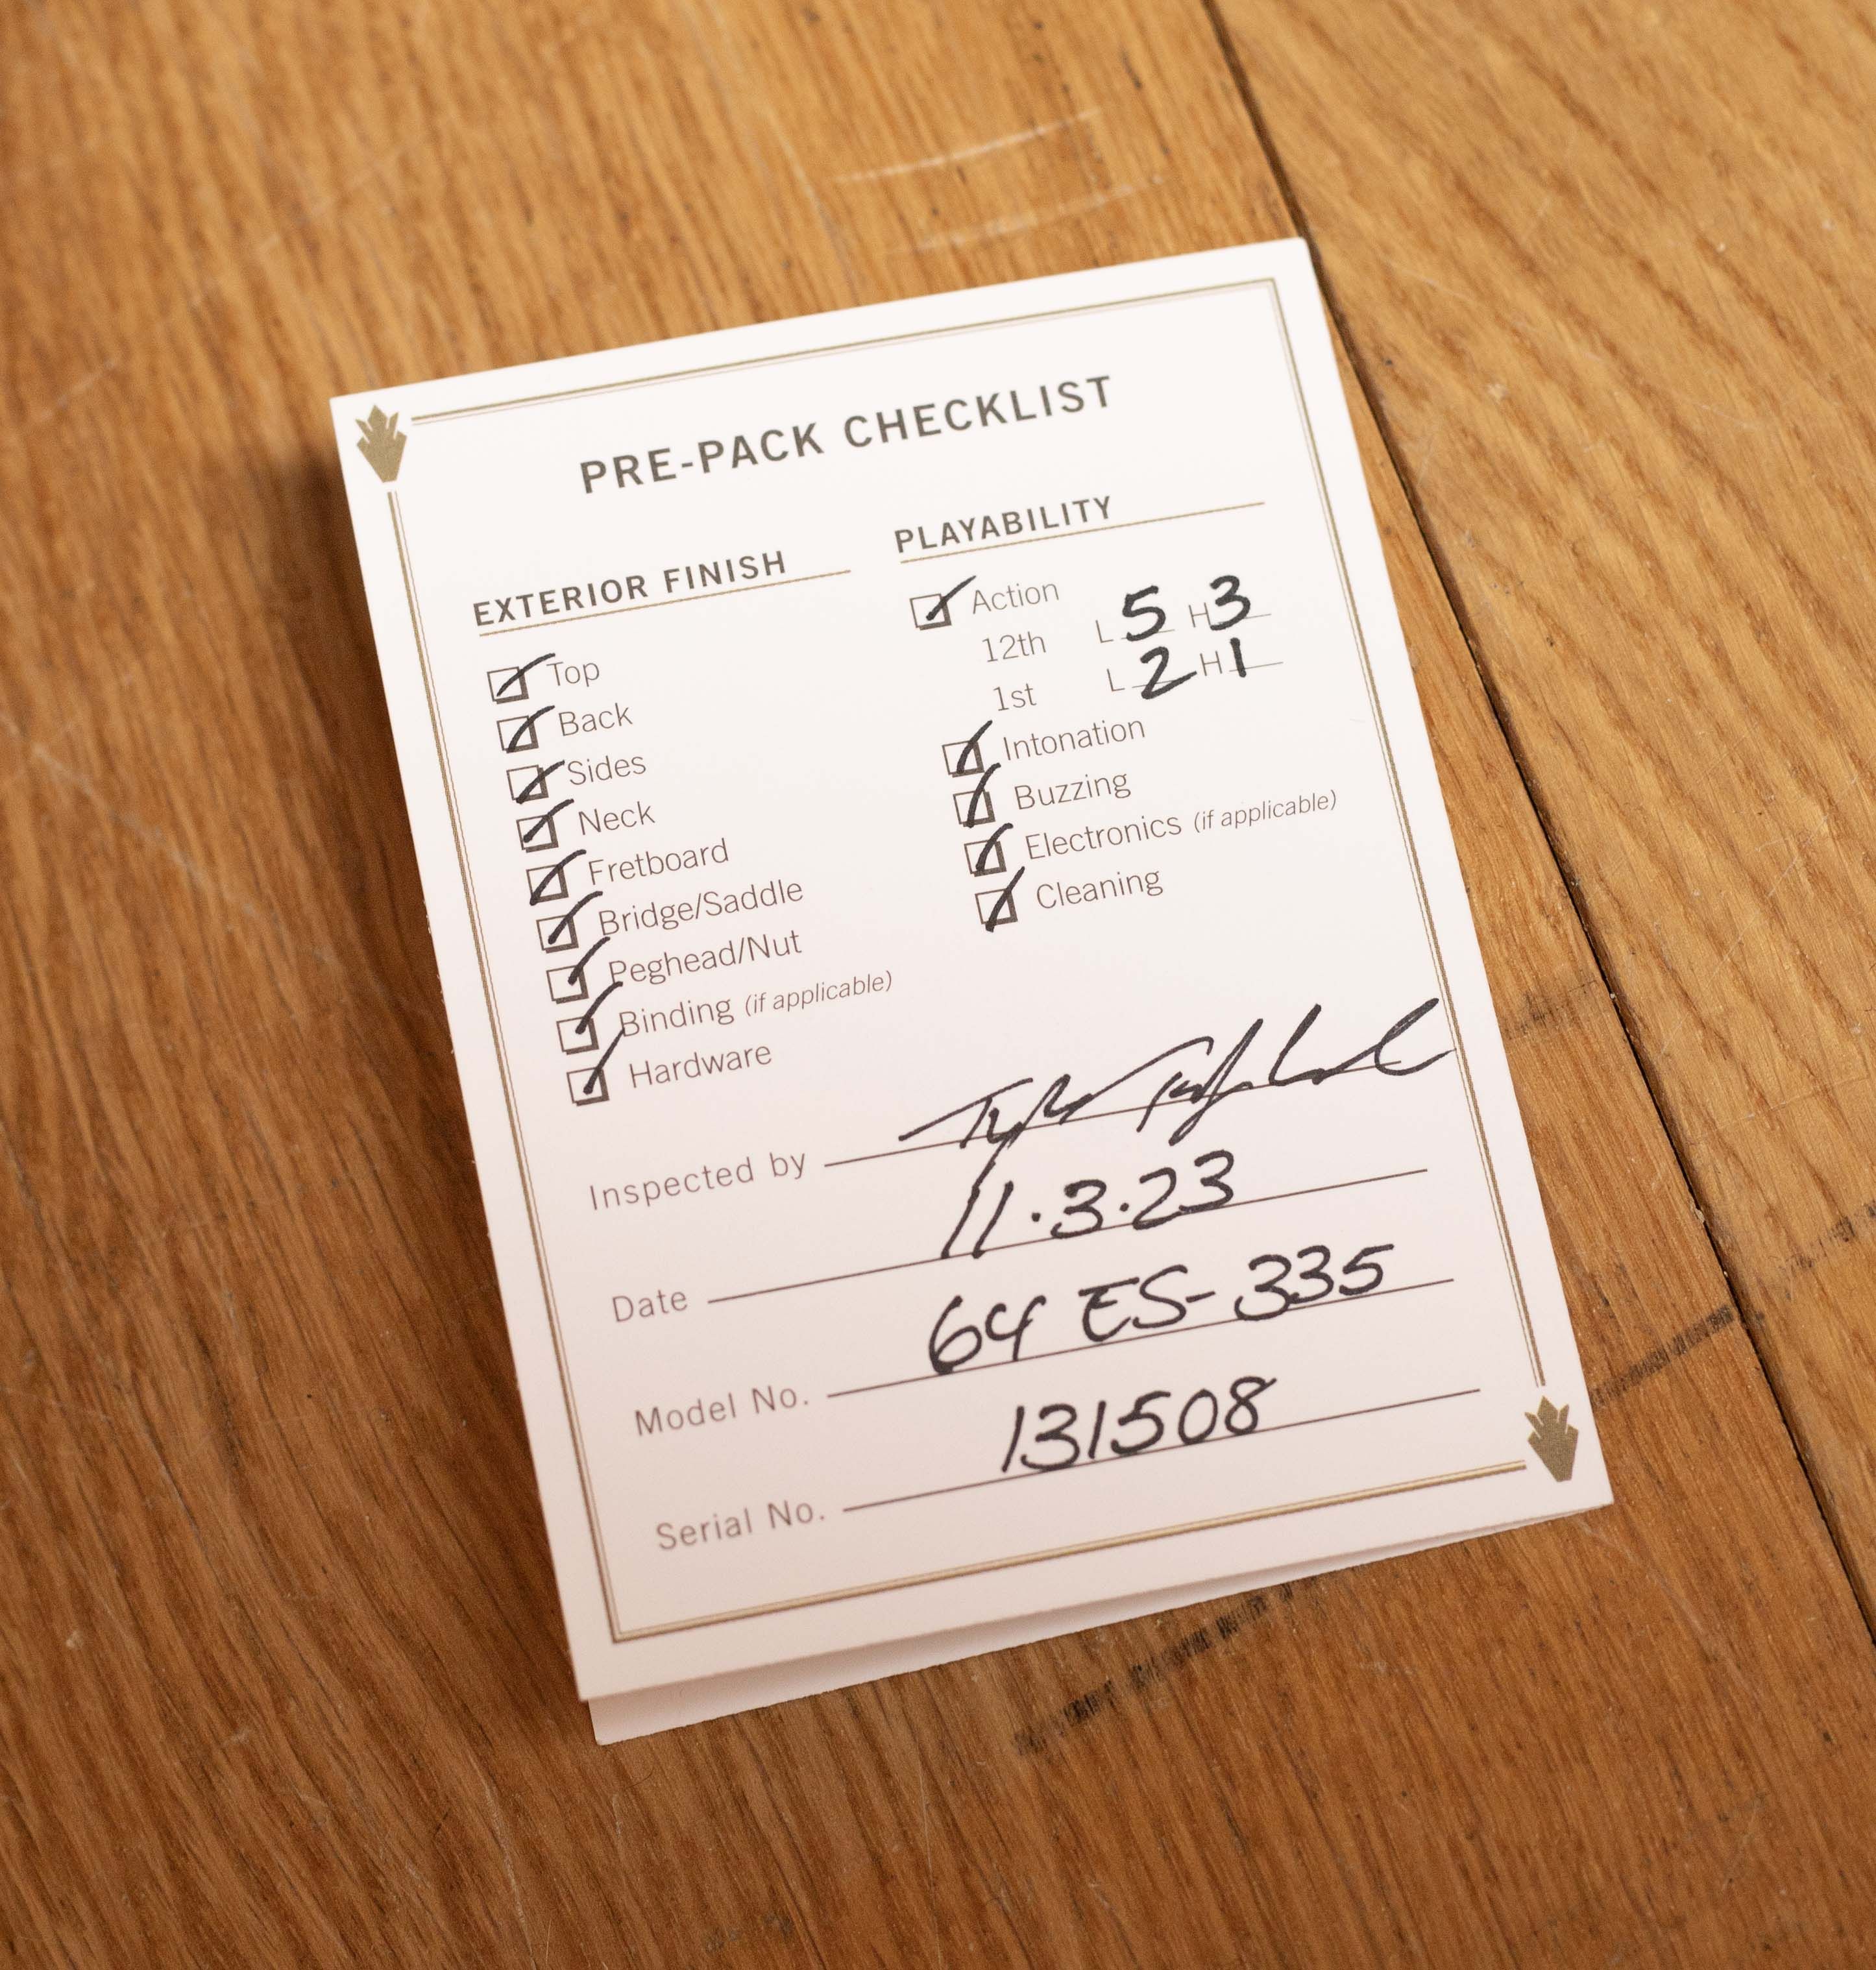 PRE-PACK CHECKLIST
EXTERIOR FINISH
Top
Back
Sides
Neck
Fretboard
Bridge/Saddle
Peghead/Nut
Binding (if applicable)
Hardware
PLAYABILITY
Action
12th L 5 H 3
1st L 2 H 1
Intonation
Buzzing
Electronics (if applicable)
Cleaning
Inspected by
Date 11.3.23
Model No. 64 ES-335
Serial No. 131508